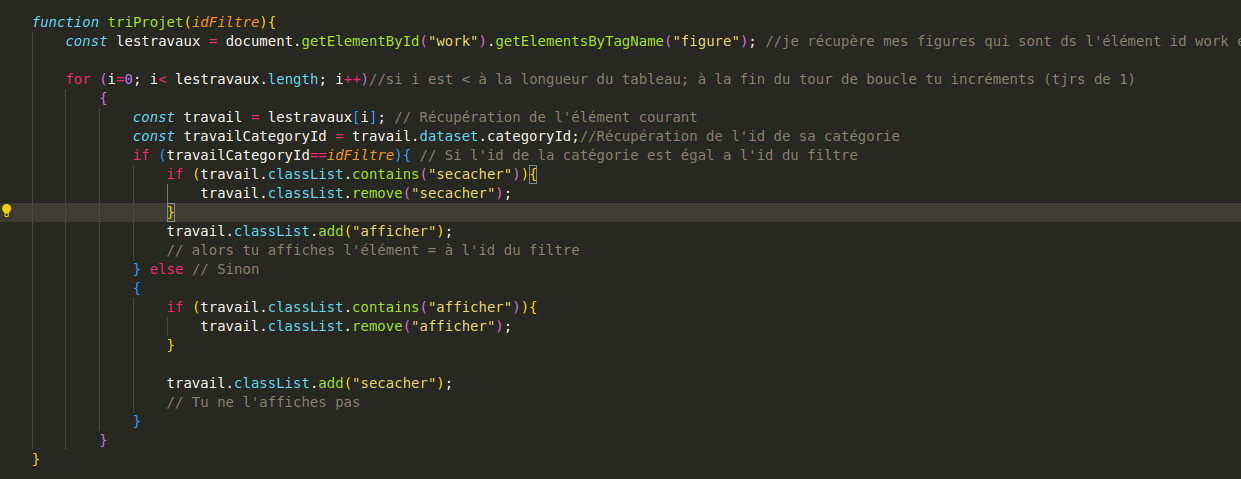 function triProjet(idFiltre){
const lestravaux = document.getElementById("work").getElementsByTagName("figure"); //je récupère mes figures qui sont ds l'élément id work
for (i=0; i< lestravaux.length; i++)//si i est < à la longueur du tableau; à la fin du tour de boucle tu incréments (tjrs de 1)
{
const travail = lestravaux[i]; // Récupération de l'élément courant
const travailCategoryId = travail.dataset.categoryId;//Récupération de l'id de sa catégorie
if (travailCategoryId==idFiltre){ // Si l'id de la catégorie est égal a l'id du filtre
if (travail.classList.contains("secacher")){
travail.classList.remove("secacher");
}
travail.classList.add("afficher");
// alors tu affiches l'élément = à l'id du filtre
} else // Sinon
{
if (travail.classList.contains("afficher")){
travail.classList.remove("afficher");
}
travail.classList.add("secacher");
// Tu ne l'affiches pas
}
}
}